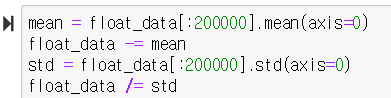 mean = float_data[:200000].mean(axis=0)
float_data -= mean
std = float_data[:200000].std(axis=0)
float_data /= std